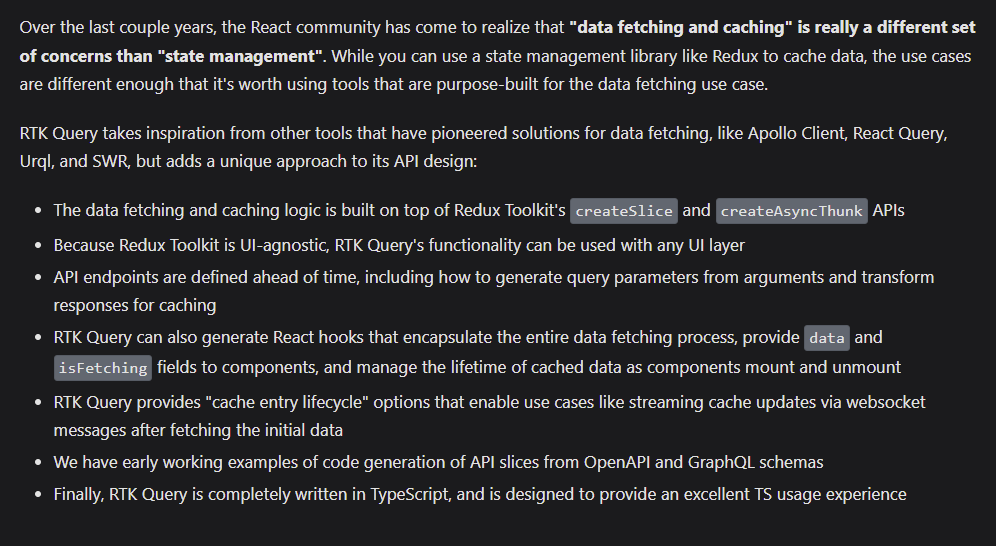 Over the last couple years, the React community has come to realize that "data fetching and caching" is really a different set
of concerns than "state management". While you can use a state management library like Redux to cache data, the use cases
are different enough that it's worth using tools that are purpose-built for the data fetching use case.
RTK Query takes inspiration from other tools that have pioneered solutions for data fetching, like Apollo Client, React Query,
Urql, and SWR, but adds a unique approach to its API design:
• The data fetching and caching logic is built on top of Redux Toolkit's createSlice and createAsyncThunk APIs
• Because Redux Toolkit is UI-agnostic, RTK Query's functionality can be used with any UI layer
• API endpoints are defined ahead of time, including how to generate query parameters from arguments and transform
responses for caching
• RTK Query can also generate React hooks that encapsulate the entire data fetching process, provide data and
isFetching fields to components, and manage the lifetime of cached data as components mount and unmount
• RTK Query provides "cache entry lifecycle" options that enable use cases like streaming cache updates via websocket
messages after fetching the initial data
• We have early working examples of code generation of API slices from OpenAPI and GraphQL schemas
• Finally, RTK Query is completely written in TypeScript, and is designed to provide an excellent TS usage experience